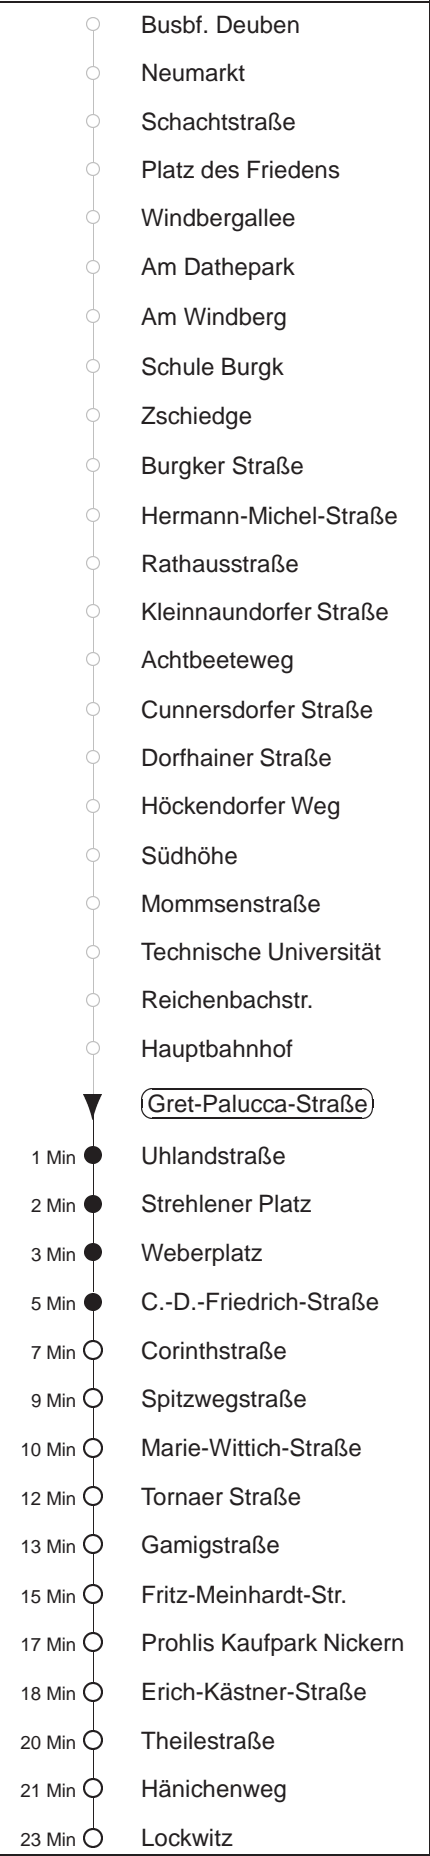 Busbf. Deuben
Neumarkt
Schachtstraße
Platz des Friedens
Windbergallee
Am Dathepark
Am Windberg
Schule Burgk
Zschiedge
Burgker Straße
Hermann-Michel-Straße
Rathausstraße
Kleinnaundorfer Straße
Achtbeeteweg
Cunnersdorfer Straße
Dorfhainer Straße
Höckendorfer Weg
Südhöhe
Mommsenstraße
Technische Universität
Reichenbachstr.
Hauptbahnhof
Gret-Palucca-Straße
1 Min Uhlandstraße
2 Min Strehlener Platz
3 Min Weberplatz
5 Min C.-D.-Friedrich-Straße
7 Min Corinthstraße
9 Min Spitzwegstraße
10 Min Marie-Wittich-Straße
12 Min Tornaer Straße
13 Min Gamigstraße
15 Min Fritz-Meinhardt-Str.
17 Min Prohlis Kaufpark Nickern
18 Min Erich-Kästner-Straße
20 Min Theilestraße
21 Min Hänichenweg
23 Min Lockwitz